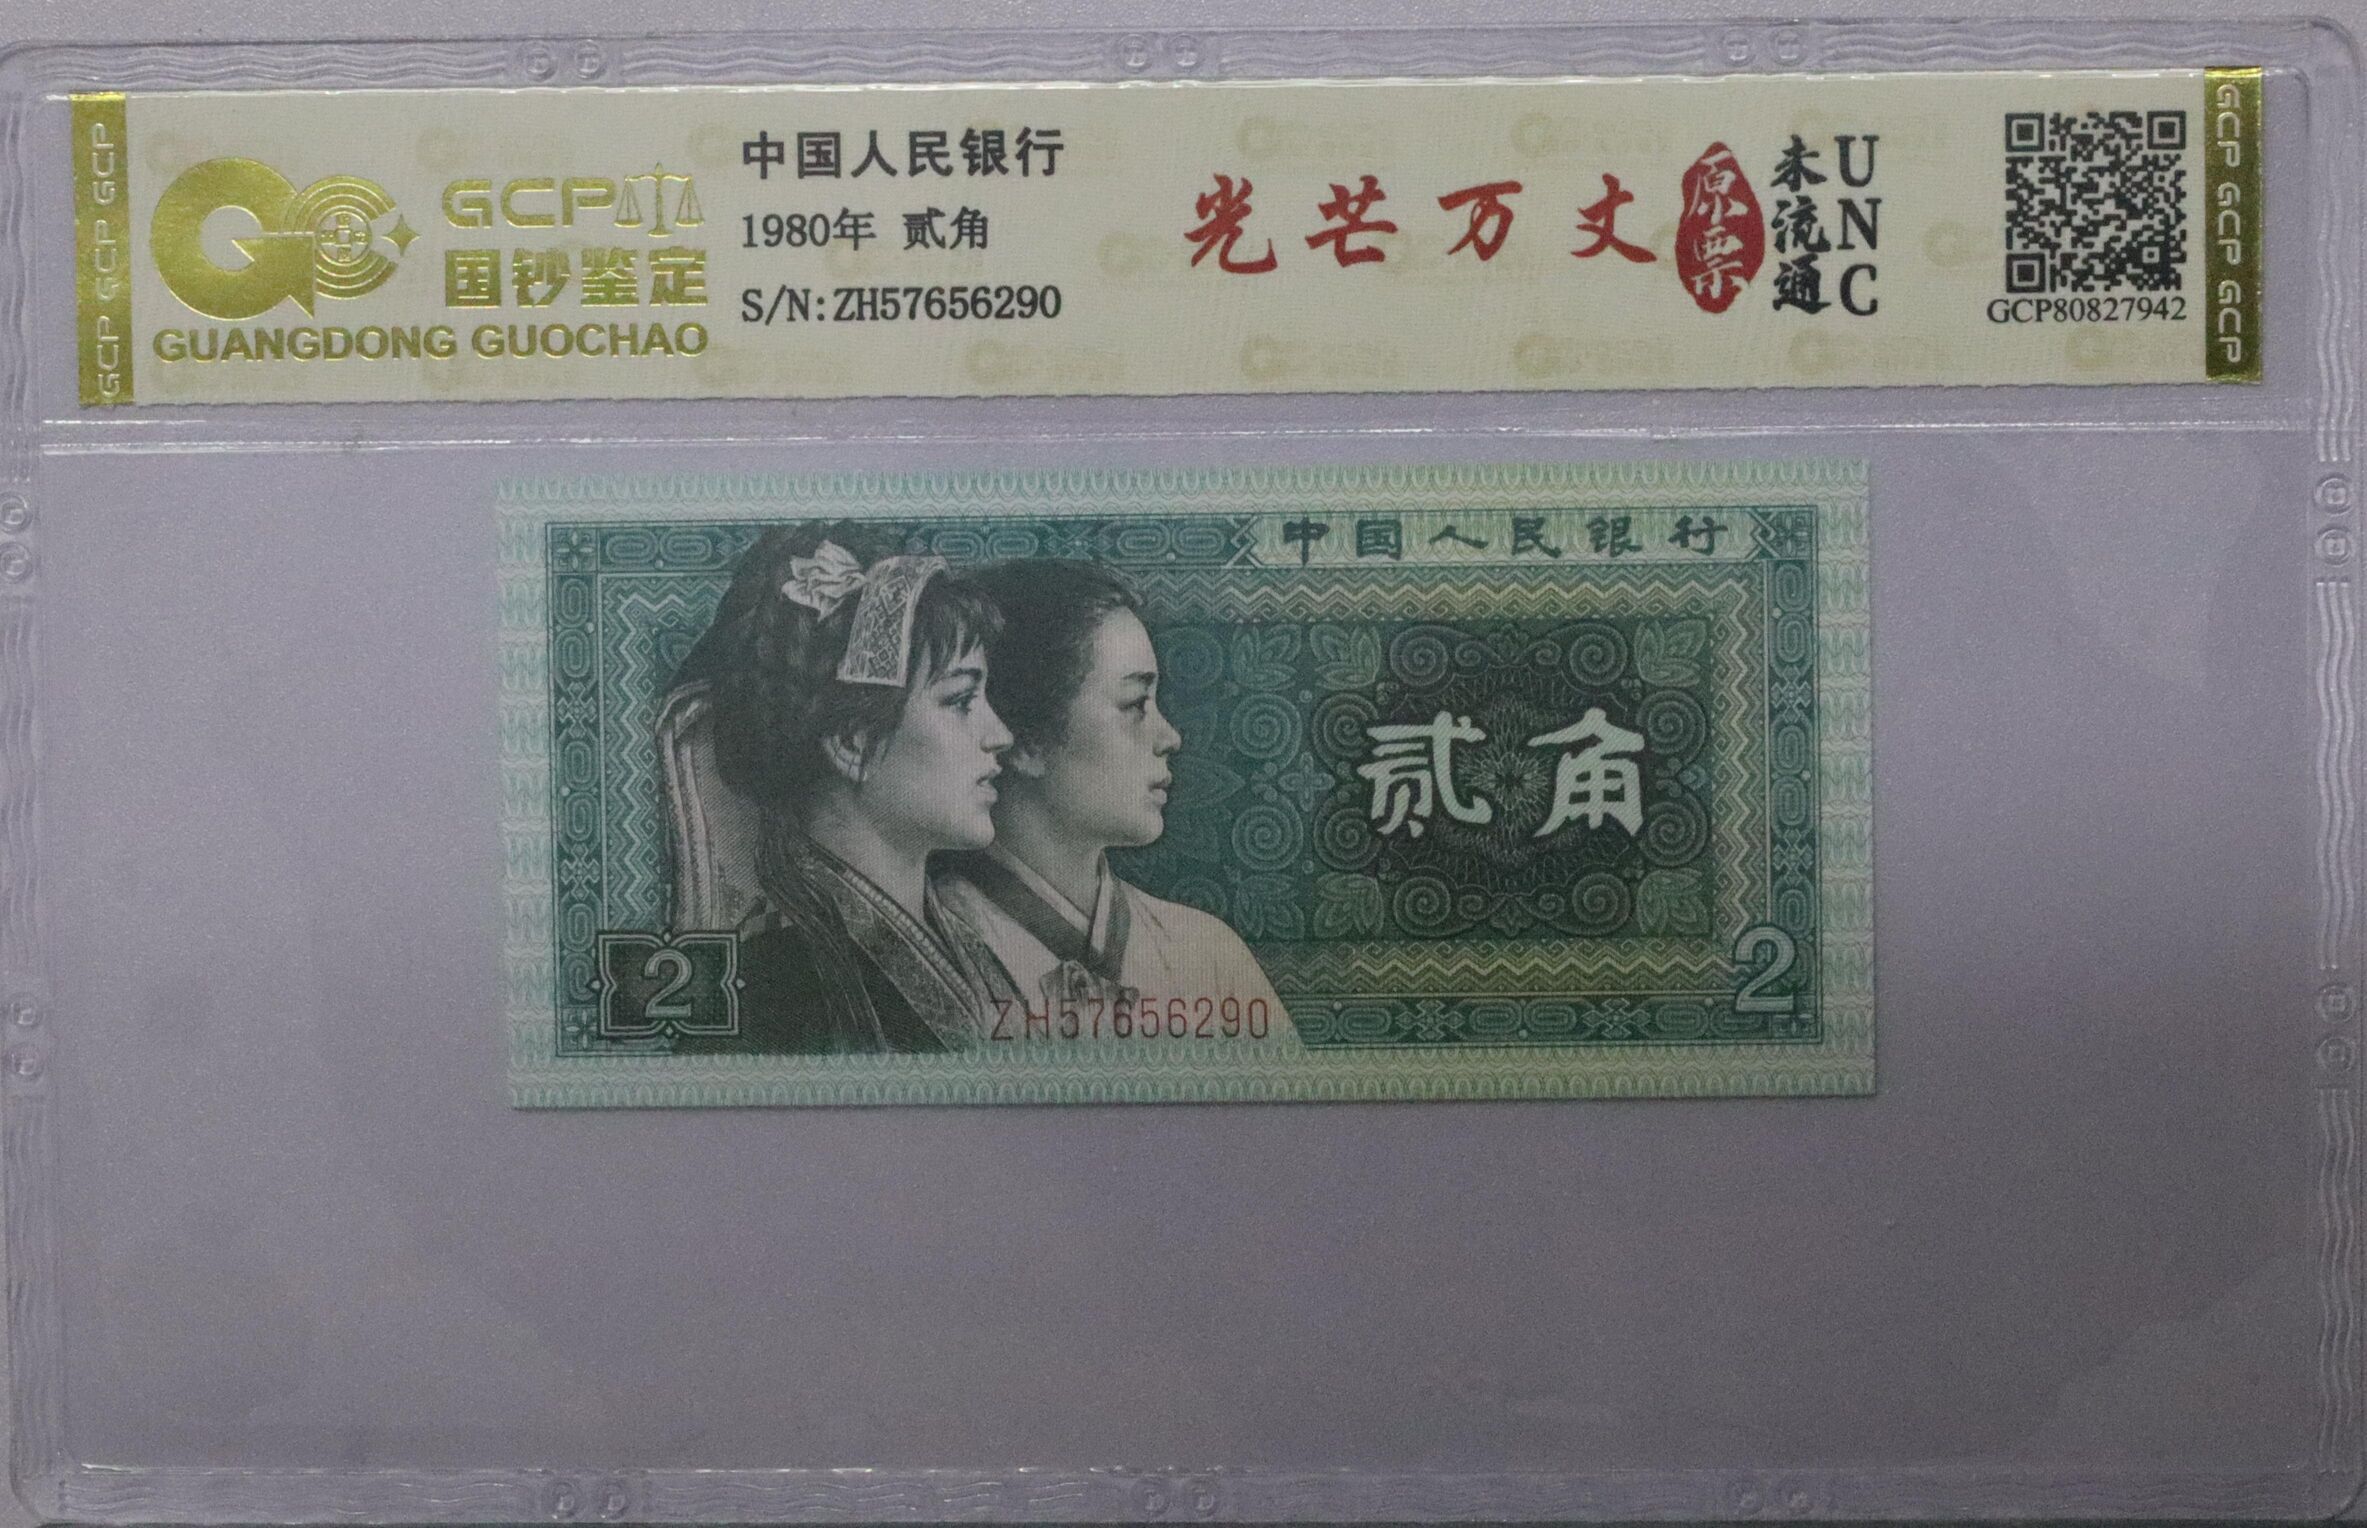 GCP GCP GCP GCP
GCP
国钞鉴定
GUANGDONG GUOCHAO
中国人民银行
1980年 贰角
S/N:ZH57656290
光芒万丈
原票
未流通
UNC
GCP80827942
GCP GCP GCP GCP
中国人民银行
贰角
2
2
ZH57656290